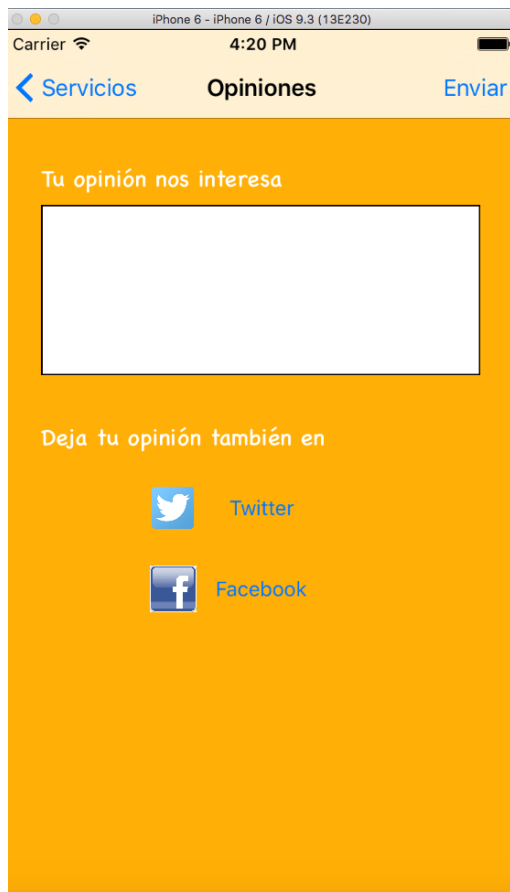 iPhone 6 - iPhone 6 / iOS 9.3 (13E230)
Carrier 4:20 PM
Servicios Opiniones Enviar
Tu opinión nos interesa
Deja tu opinión también en
Twitter
f Facebook